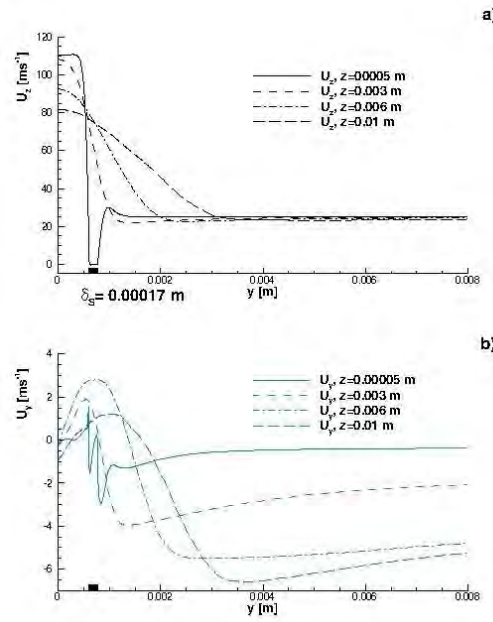 a)
120
100
80
60
40
20
0
U_z [ms⁻¹]
U_z, z=00005 m
U_z, z=0.003 m
U_z, z=0.006 m
U_z, z=0.01 m
0 0.002 0.004 0.006 0.008
y [m]
δ_S= 0.00017 m
b)
4
2
0
-2
-4
-6
U_y [ms⁻¹]
U_y, z=0.00005 m
U_y, z=0.003 m
U_y, z=0.006 m
U_y, z=0.01 m
0 0.002 0.004 0.006 0.008
y [m]